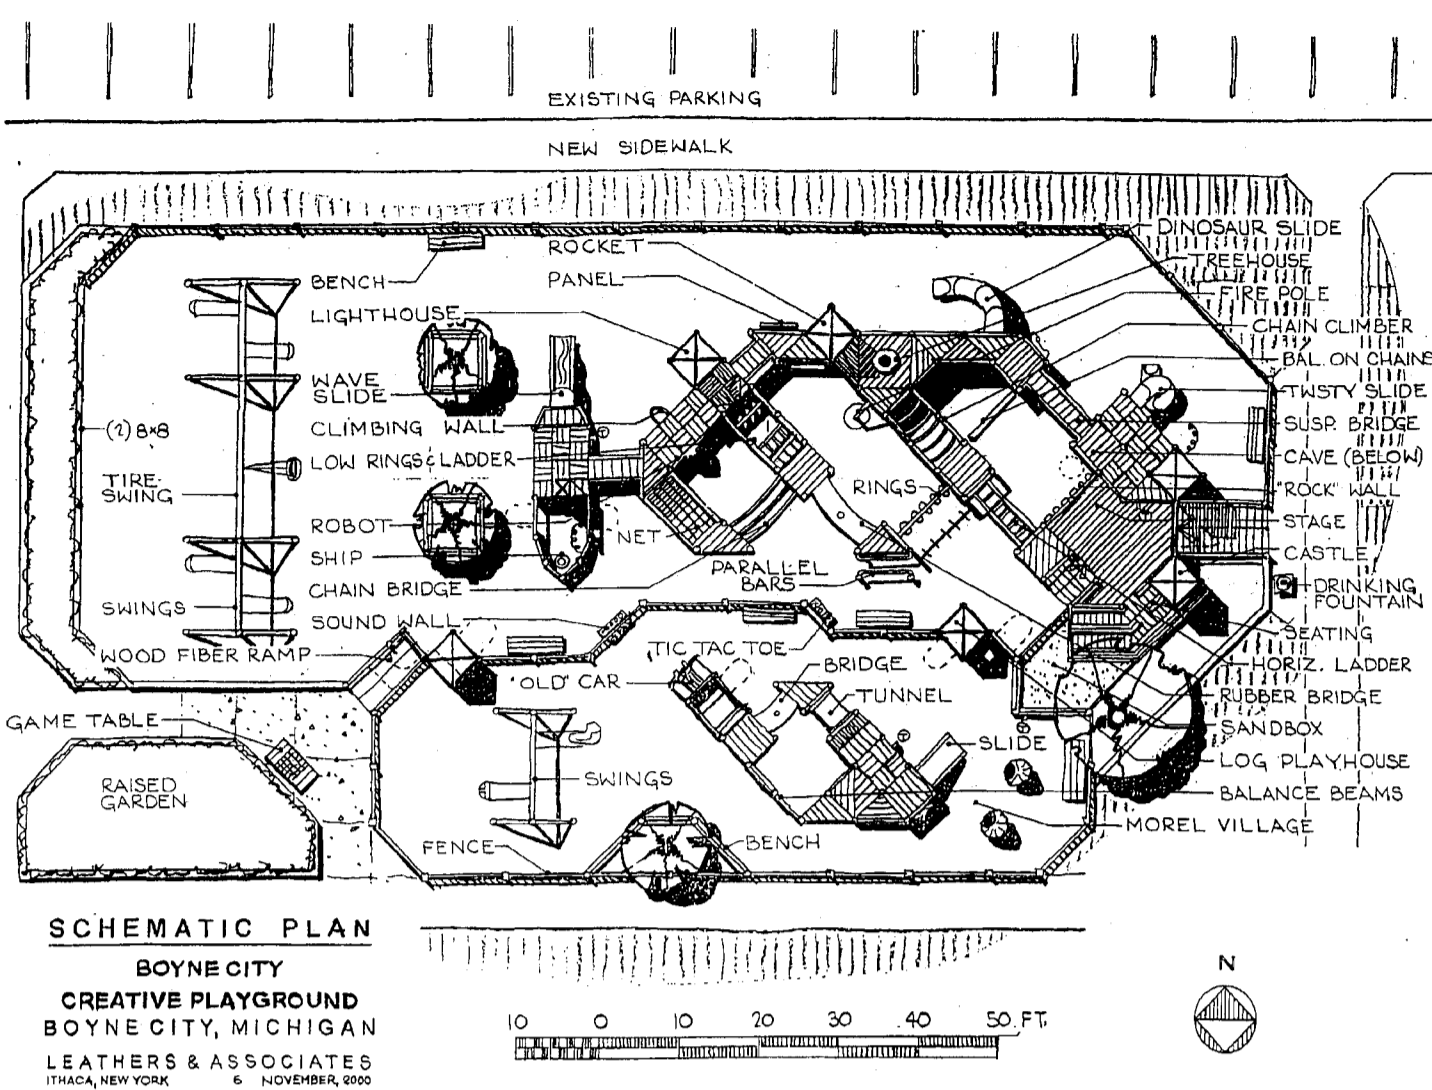 EXISTING PARKING
NEW SIDEWALK
ROCKET
PANEL
BENCH
LIGHTHOUSE
WAVE
SLIDE
CLIMBING WALL
(2) 8x8
LOW RINGS & LADDER
TIRE
SWING
ROBOT
SHIP
CHAIN BRIDGE
SWINGS
SOUND WALL
WOOD FIBER RAMP
NET
RINGS
PARALLEL
BARS
TIC TAC TOE
"OLD" CAR
BRIDGE
TUNNEL
SLIDE
SWINGS
FENCE
BENCH
GAME TABLE
RAISED
GARDEN
DINOSAUR SLIDE
TREEHOUSE
FIRE POLE
CHAIN CLIMBER
BAL. ON CHAINS
TWSTY SLIDE
SUSP. BRIDGE
CAVE (BELOW)
"ROCK" WALL
STAGE
CASTLE
DRINKING
FOUNTAIN
SEATING
HORIZ. LADDER
RUBBER BRIDGE
SANDBOX
LOG PLAYHOUSE
BALANCE BEAMS
MOREL VILLAGE
SCHEMATIC PLAN
BOYNE CITY
CREATIVE PLAYGROUND
BOYNE CITY, MICHIGAN
LEATHERS & ASSOCIATES
ITHACA, NEW YORK 6 NOVEMBER, 2000
10 0 10 20 30 40 50 FT.
N